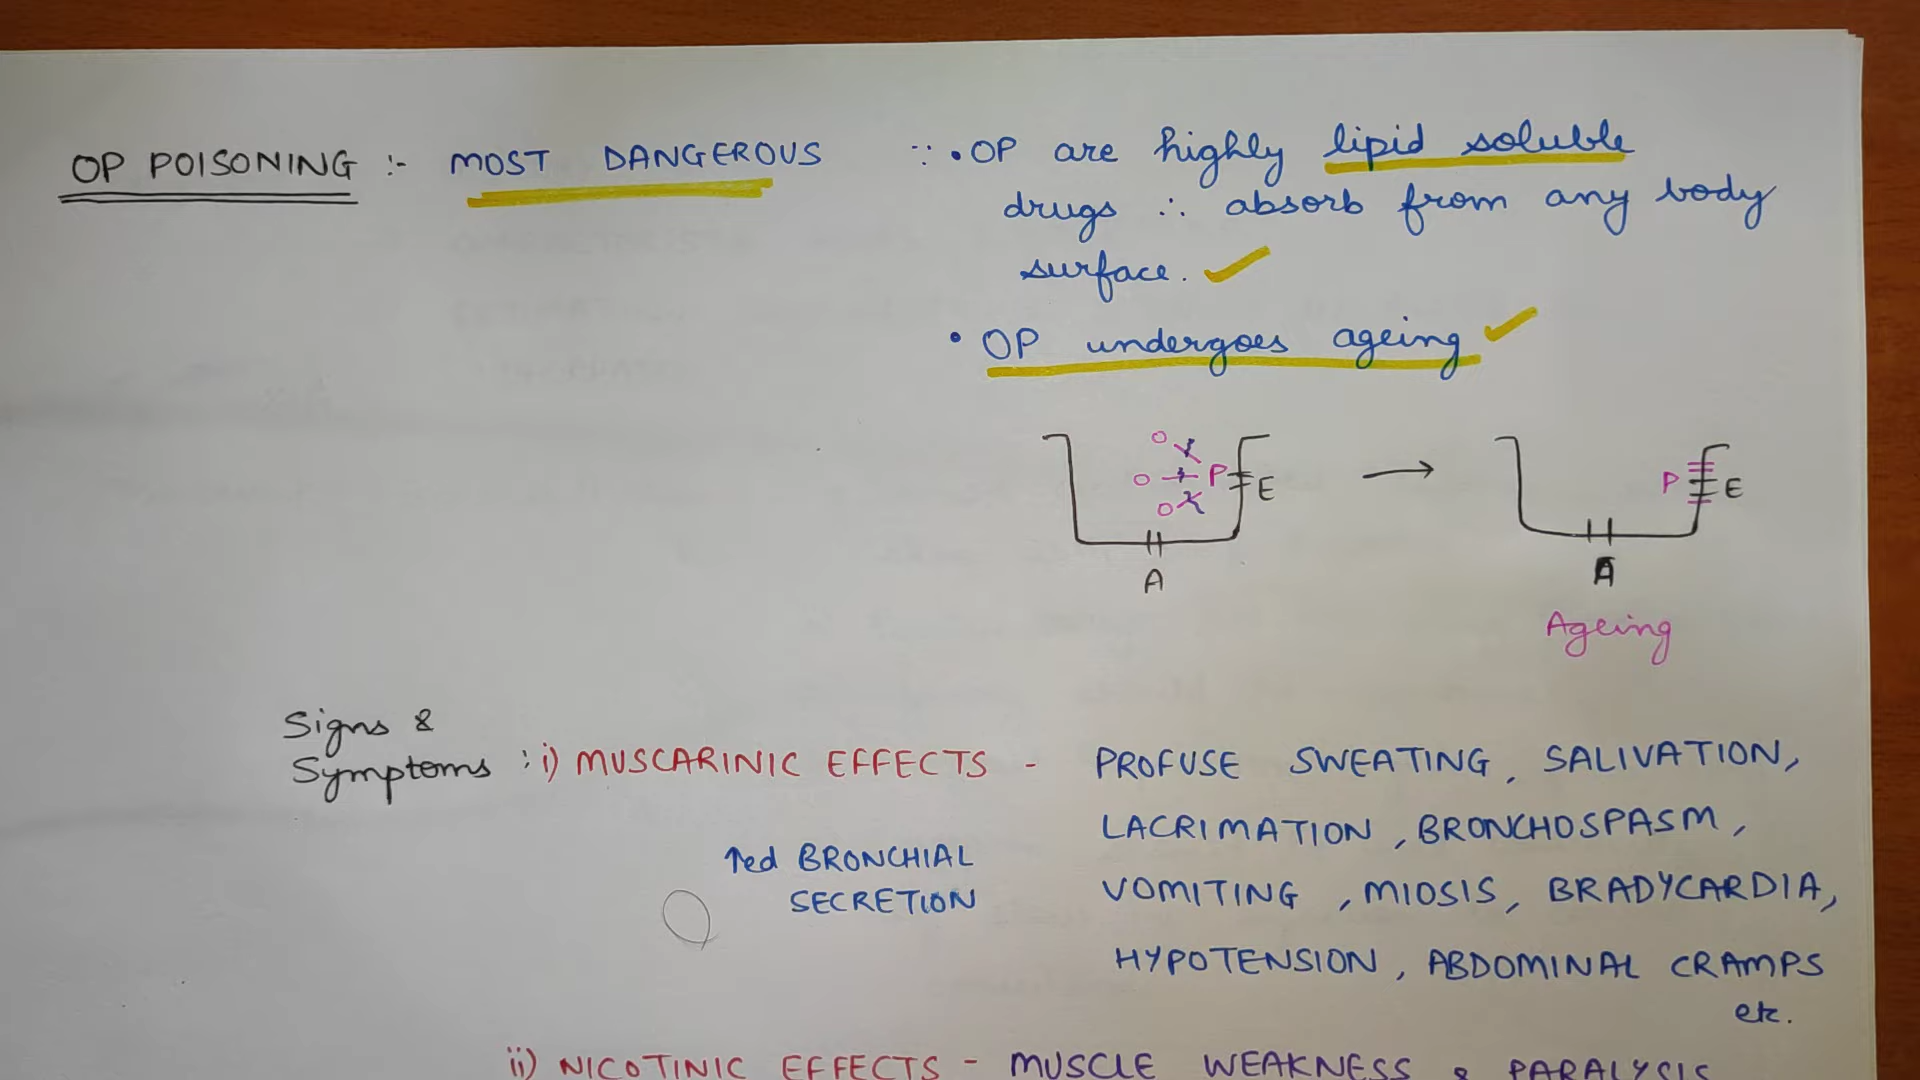 OP POISONING :- MOST DANGEROUS ∵ • OP are highly lipid soluble
drugs ∴ absorb from any body
surface. ✓
• OP undergoes ageing ✓
O
O P E
O
A
→
P E
A
Ageing
Signs &
Symptoms : i) MUSCARINIC EFFECTS - PROFUSE SWEATING, SALIVATION,
LACRIMATION, BRONCHOSPASM,
↑ed BRONCHIAL
SECRETION
VOMITING, MIOSIS, BRADYCARDIA,
HYPOTENSION, ABDOMINAL CRAMPS
etc.
ii) NICOTINIC EFFECTS - MUSCLE WEAKNESS & PARALYSIS